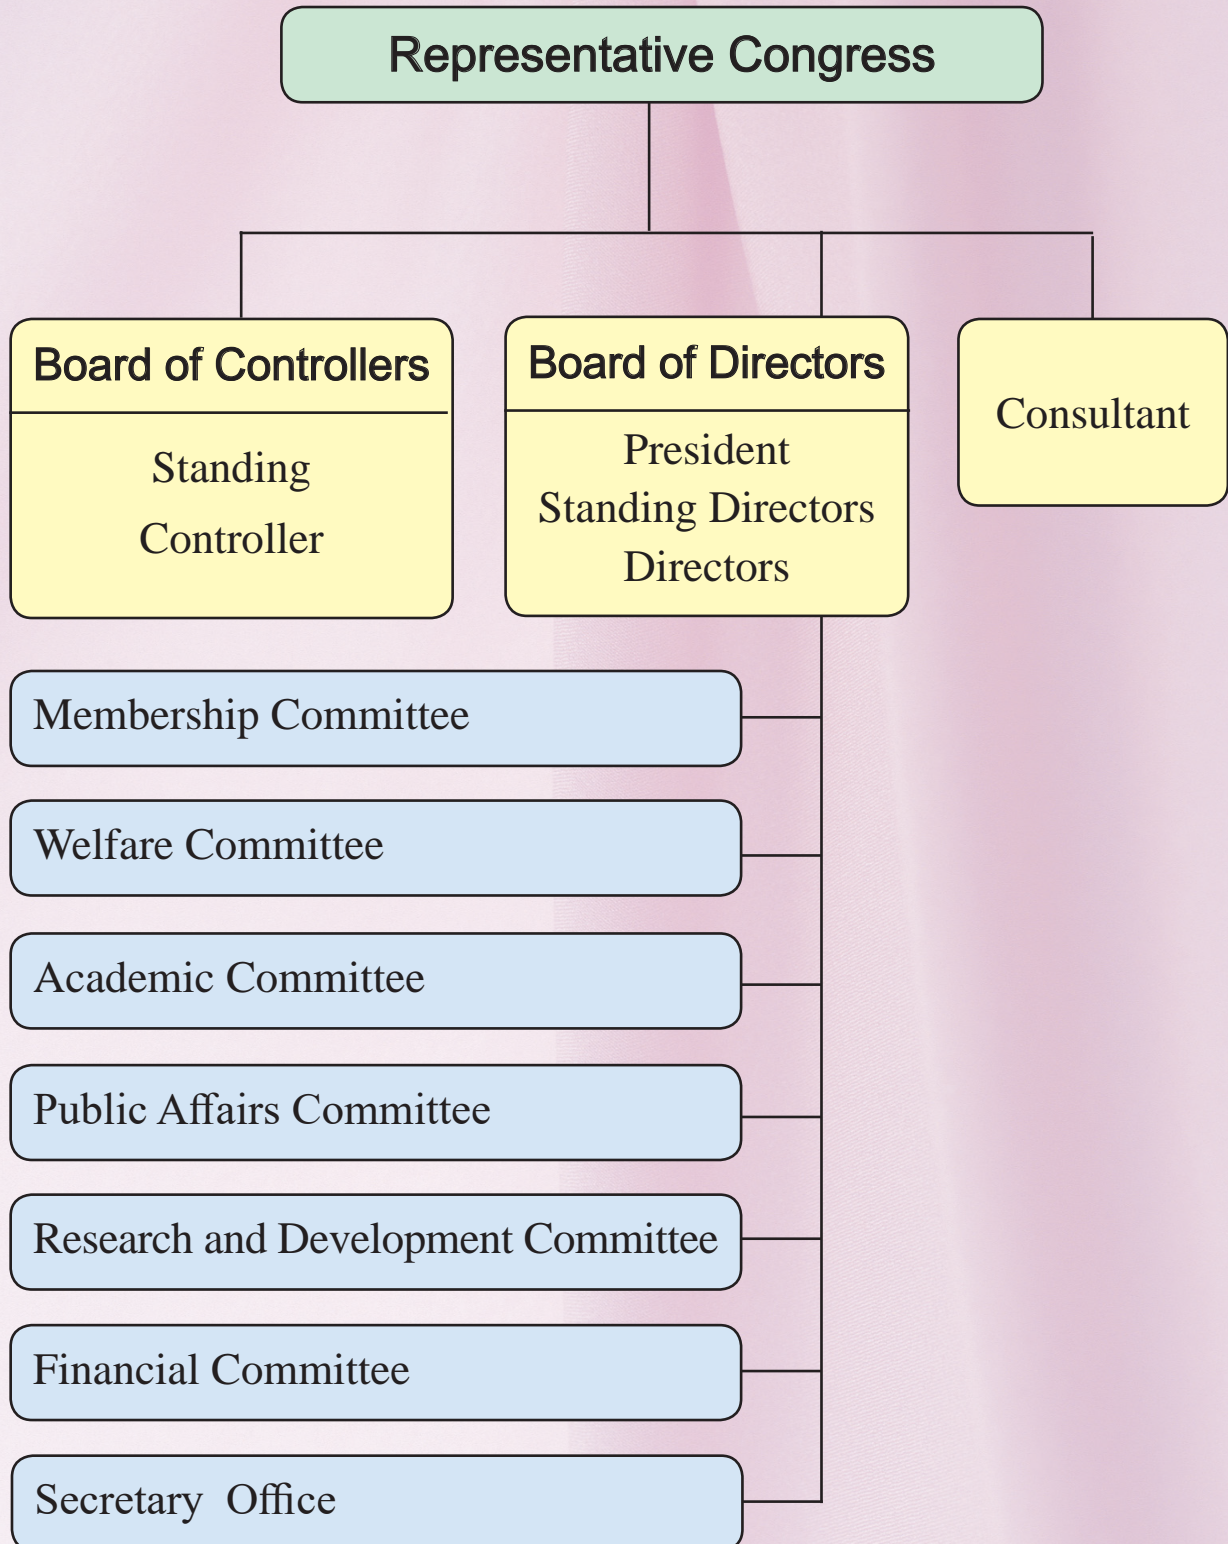 Representative Congress
Board of Controllers
Standing
Controller
Board of Directors
President
Standing Directors
Directors
Consultant
Membership Committee
Welfare Committee
Academic Committee
Public Affairs Committee
Research and Development Committee
Financial Committee
Secretary Office